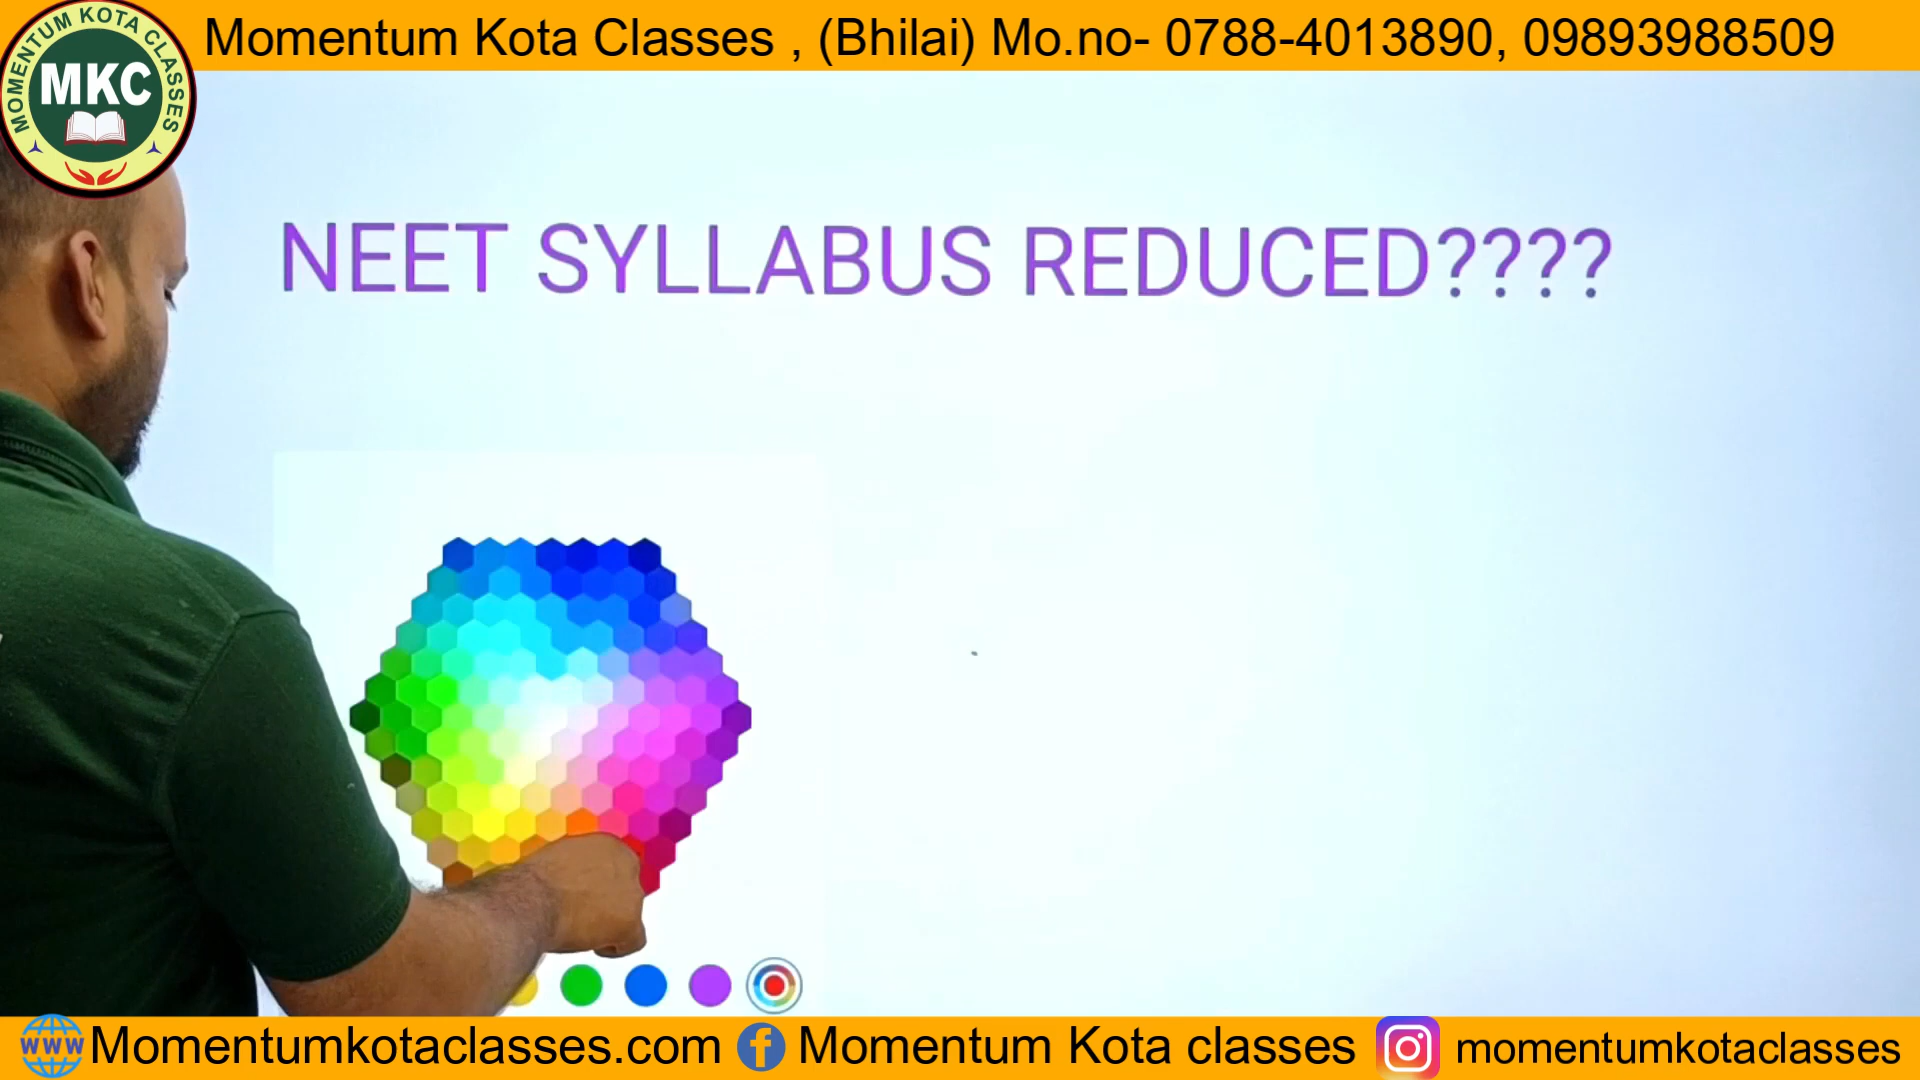 Momentum Kota Classes , (Bhilai) Mo.no- 0788-4013890, 09893988509
MOMENTUM KOTA CLASSES
MKC
NEET SYLLABUS REDUCED????
www Momentumkotaclasses.com Momentum Kota classes momentumkotaclasses